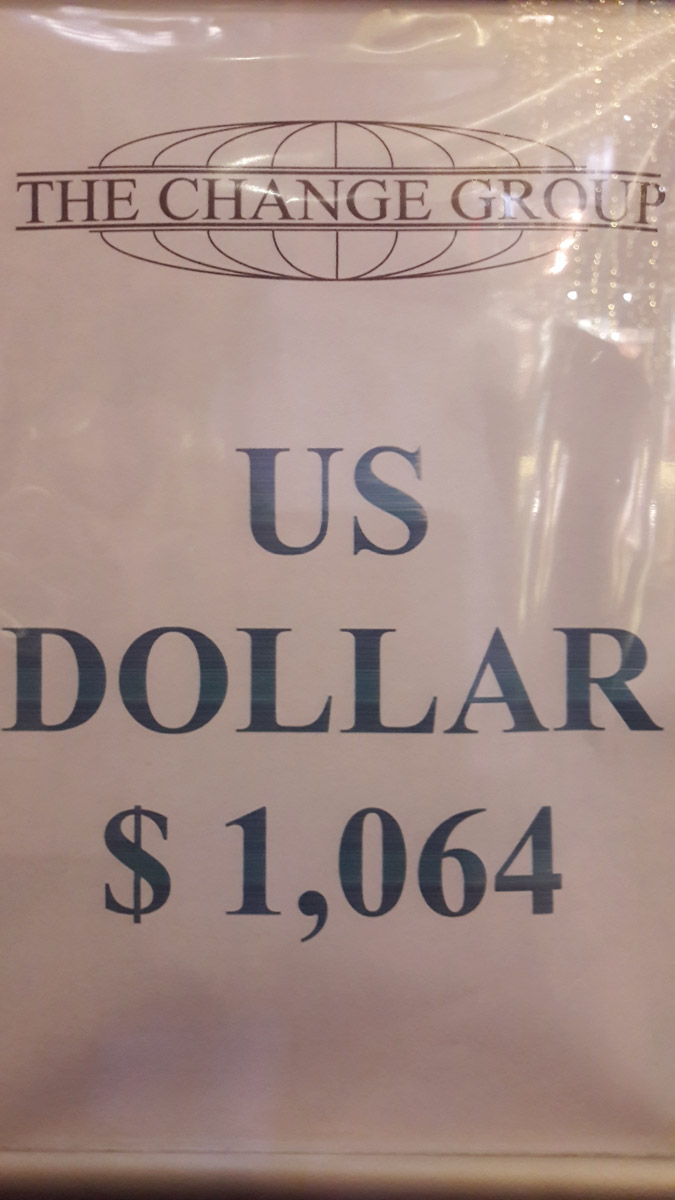 THE CHANGE GROUP
US
DOLLAR
$ 1,064